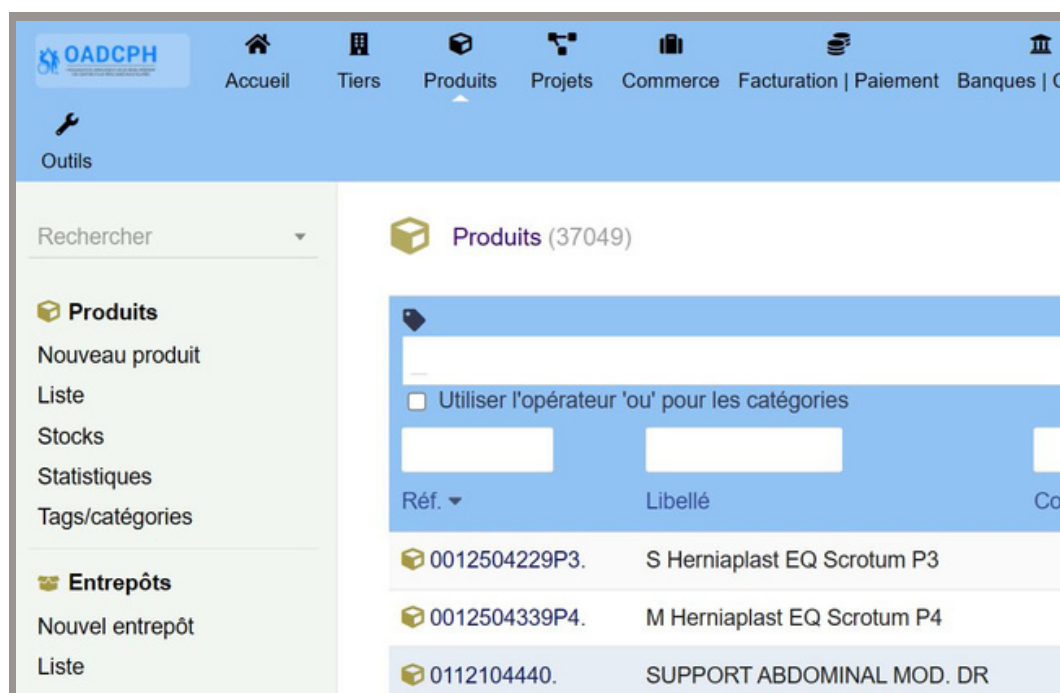 OADCPH
Accueil Tiers Produits Projets Commerce Facturation | Paiement Banques |
Outils
Rechercher
Produits (37049)
Produits
Nouveau produit
Liste
Stocks
Statistiques
Tags/catégories
Entrepôts
Nouvel entrepôt
Liste
Utiliser l'opérateur 'ou' pour les catégories
Réf. Libellé Co
0012504229P3. S Herniaplast EQ Scrotum P3
0012504339P4. M Herniaplast EQ Scrotum P4
0112104440. SUPPORT ABDOMINAL MOD. DR